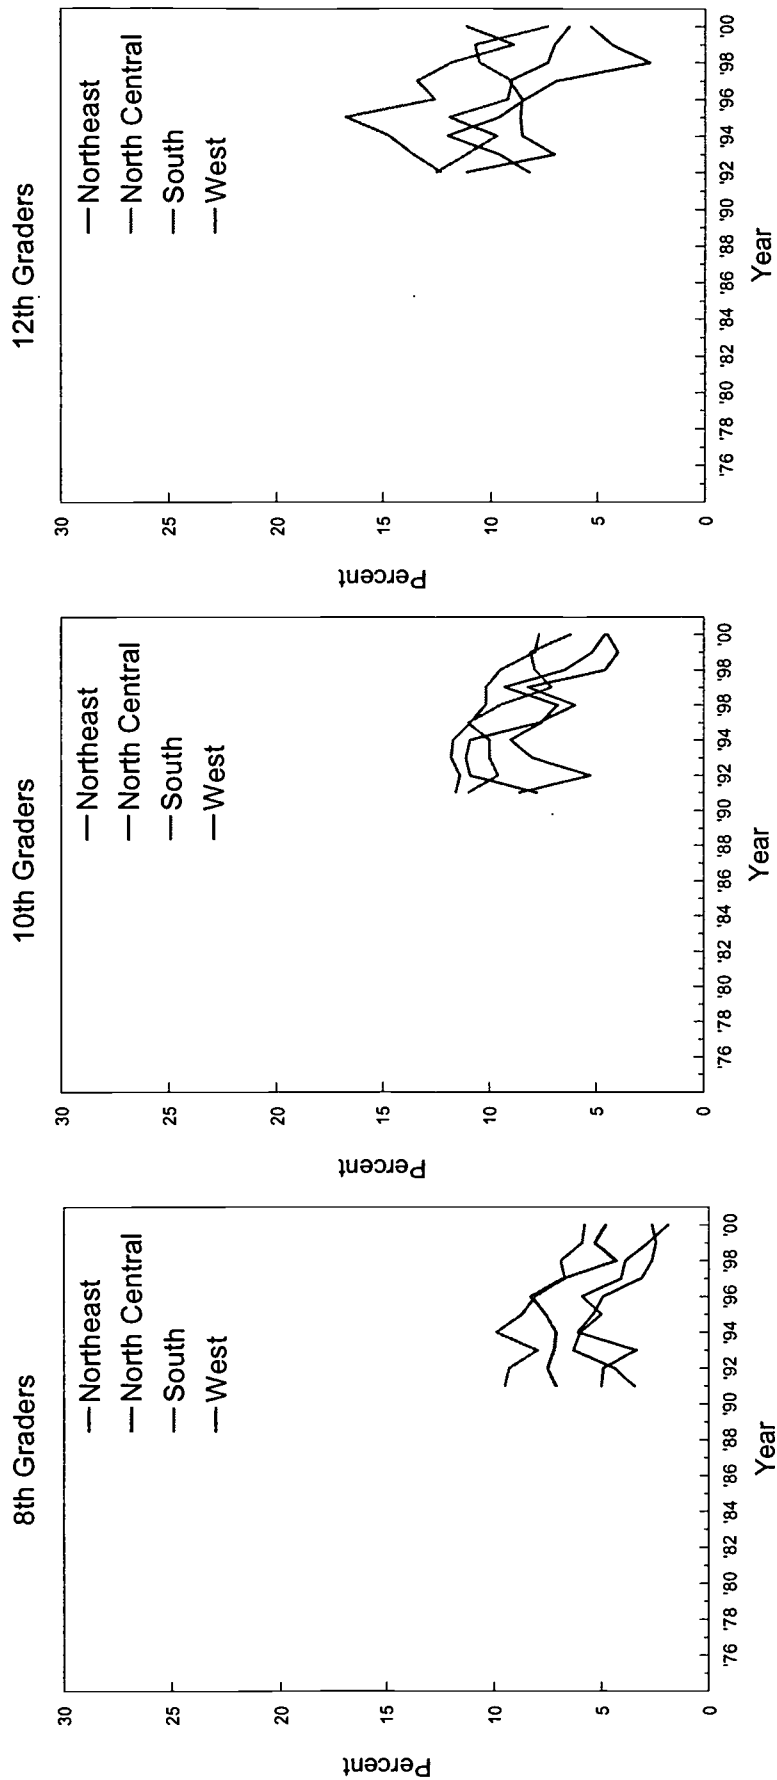 8th Graders
30
25
20
15
10
5
0
Percent
Northeast
North Central
South
West
'76 '78 '80 '82 '84 '86 '88 '90 '92 '94 '96 '98 '00
Year
10th Graders
30
25
20
15
10
5
0
Percent
Northeast
North Central
South
West
'76 '78 '80 '82 '84 '86 '88 '90 '92 '94 '96 '98 '00
Year
12th Graders
30
25
20
15
10
5
0
Percent
Northeast
North Central
South
West
'76 '78 '80 '82 '84 '86 '88 '90 '92 '94 '96 '98 '00
Year